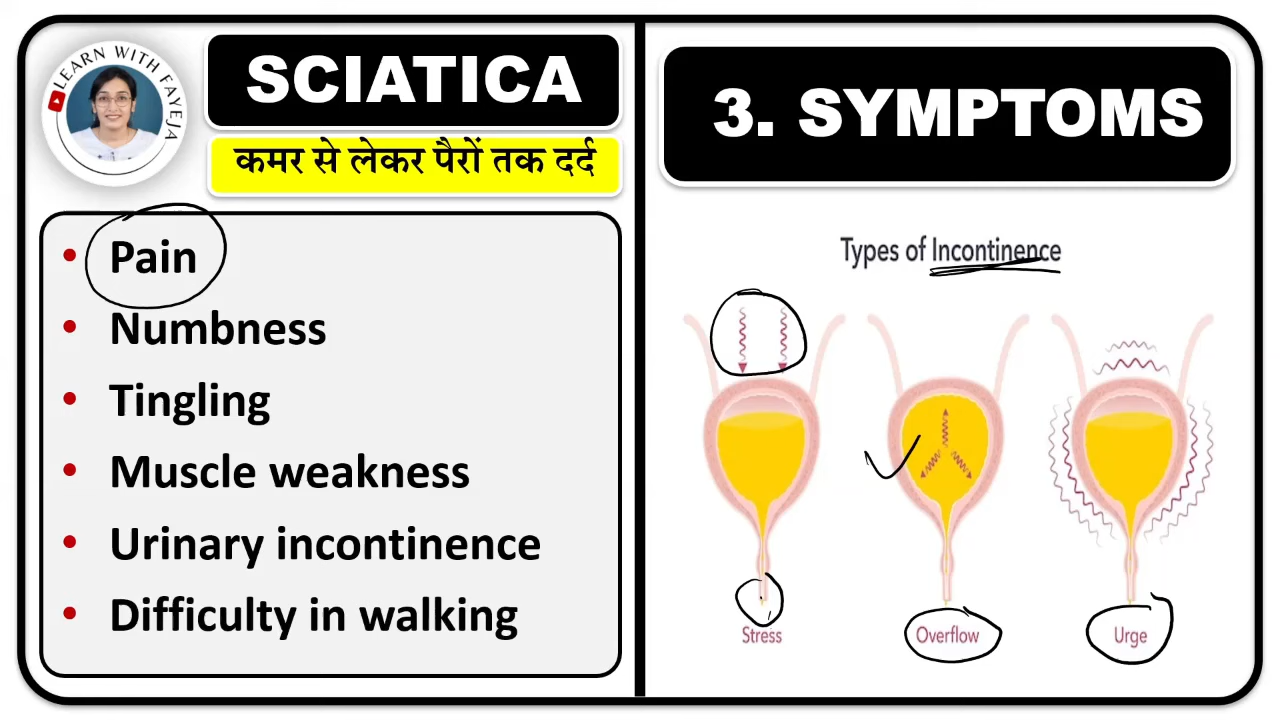 LEARN WITH FAYEJA
SCIATICA
कमर से लेकर पैरों तक दर्द
• Pain
• Numbness
• Tingling
• Muscle weakness
• Urinary incontinence
• Difficulty in walking
3. SYMPTOMS
Types of Incontinence
Stress
Overflow
Urge